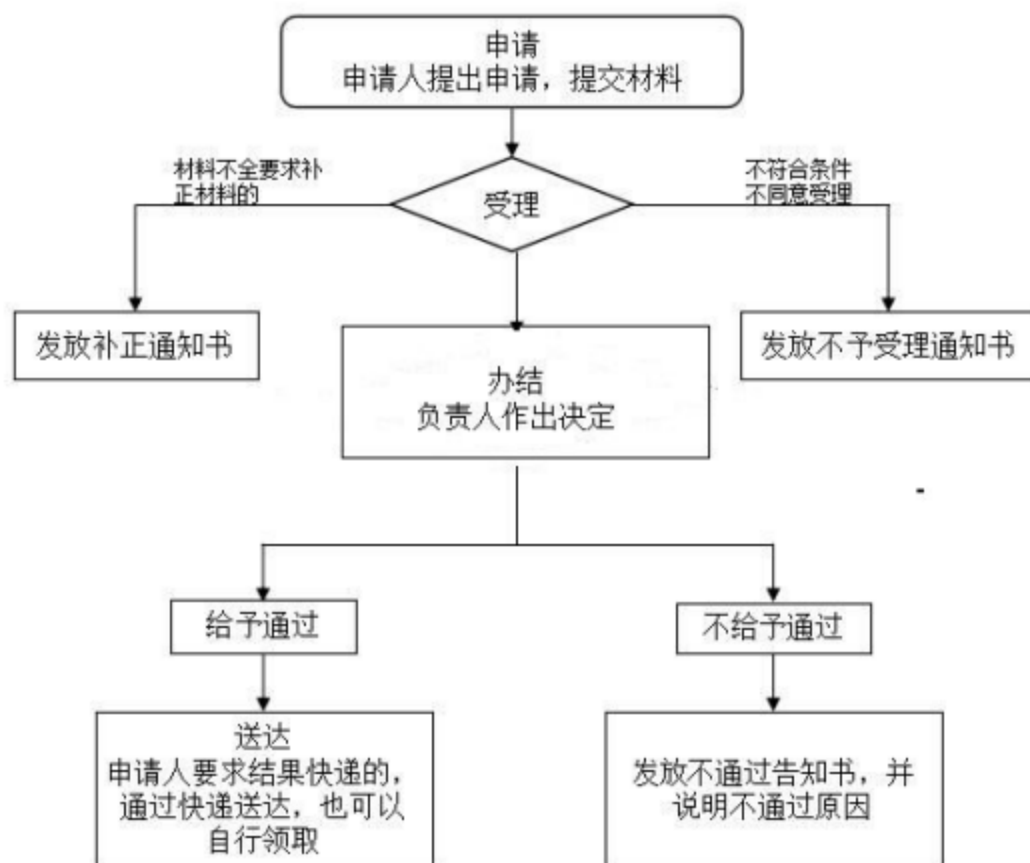 申请
申请人提出申请，提交材料
材料不全要求补
正材料的
受理
不符合条件
不同意受理
发放补正通知书
办结
负责人作出决定
发放不予受理通知书
给予通过
不给予通过
送达
申请人要求结果快递的，
通过快递送达，也可以
自行领取
发放不通过告知书，并
说明不通过原因